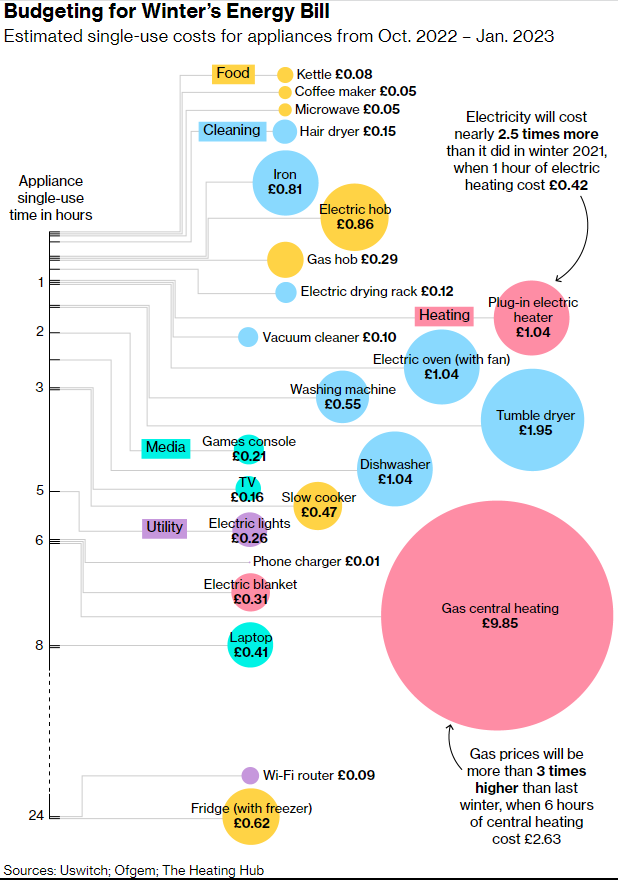 Budgeting for Winter's Energy Bill
Estimated single-use costs for appliances from Oct. 2022 – Jan. 2023
Food
Kettle £0.08
Coffee maker £0.05
Microwave £0.05
Cleaning
Hair dryer £0.15
Electricity will cost
nearly 2.5 times more
than it did in winter 2021,
when 1 hour of electric
heating cost £0.42
Appliance
single-use
time in hours
Iron
£0.81
Electric hob
£0.86
Gas hob £0.29
1
Electric drying rack £0.12
Heating
Plug-in electric
heater
£1.04
2
Vacuum cleaner £0.10
Electric oven (with fan)
£1.04
3
Washing machine
£0.55
Tumble dryer
£1.95
Media
Games console
£0.21
Dishwasher
£1.04
5
TV
£0.16
Slow cooker
£0.47
Utility
Electric lights
£0.26
6
Phone charger £0.01
Electric blanket
£0.31
Gas central heating
£9.85
8
Laptop
£0.41
Gas prices will be
more than 3 times
higher than last
winter, when 6 hours
of central heating
cost £2.63
Wi-Fi router £0.09
24
Fridge (with freezer)
£0.62
Sources: Uswitch; Ofgem; The Heating Hub